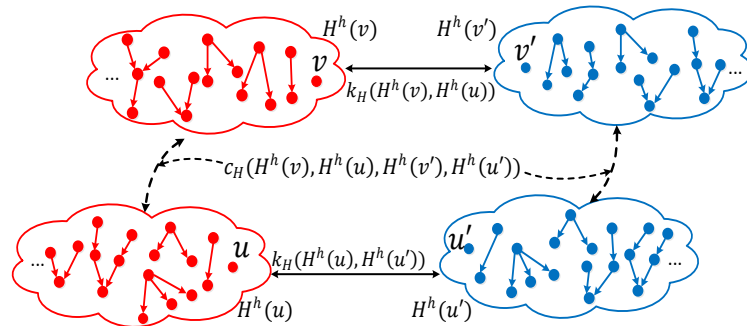 H^h(v)
H^h(v')
v
v'
...
...
k_H(H^h(v), H^h(u))
c_H(H^h(v), H^h(u), H^h(v'), H^h(u'))
u
u'
k_H(H^h(u), H^h(u'))
...
...
H^h(u)
H^h(u')